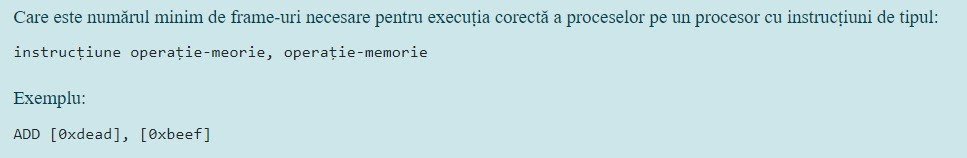 Care este numărul minim de frame-uri necesare pentru execuția corectă a proceselor pe un procesor cu instrucțiuni de tipul:
instrucțiune operație-meorie, operație-memorie
Exemplu:
ADD [0xdead], [0xbeef]